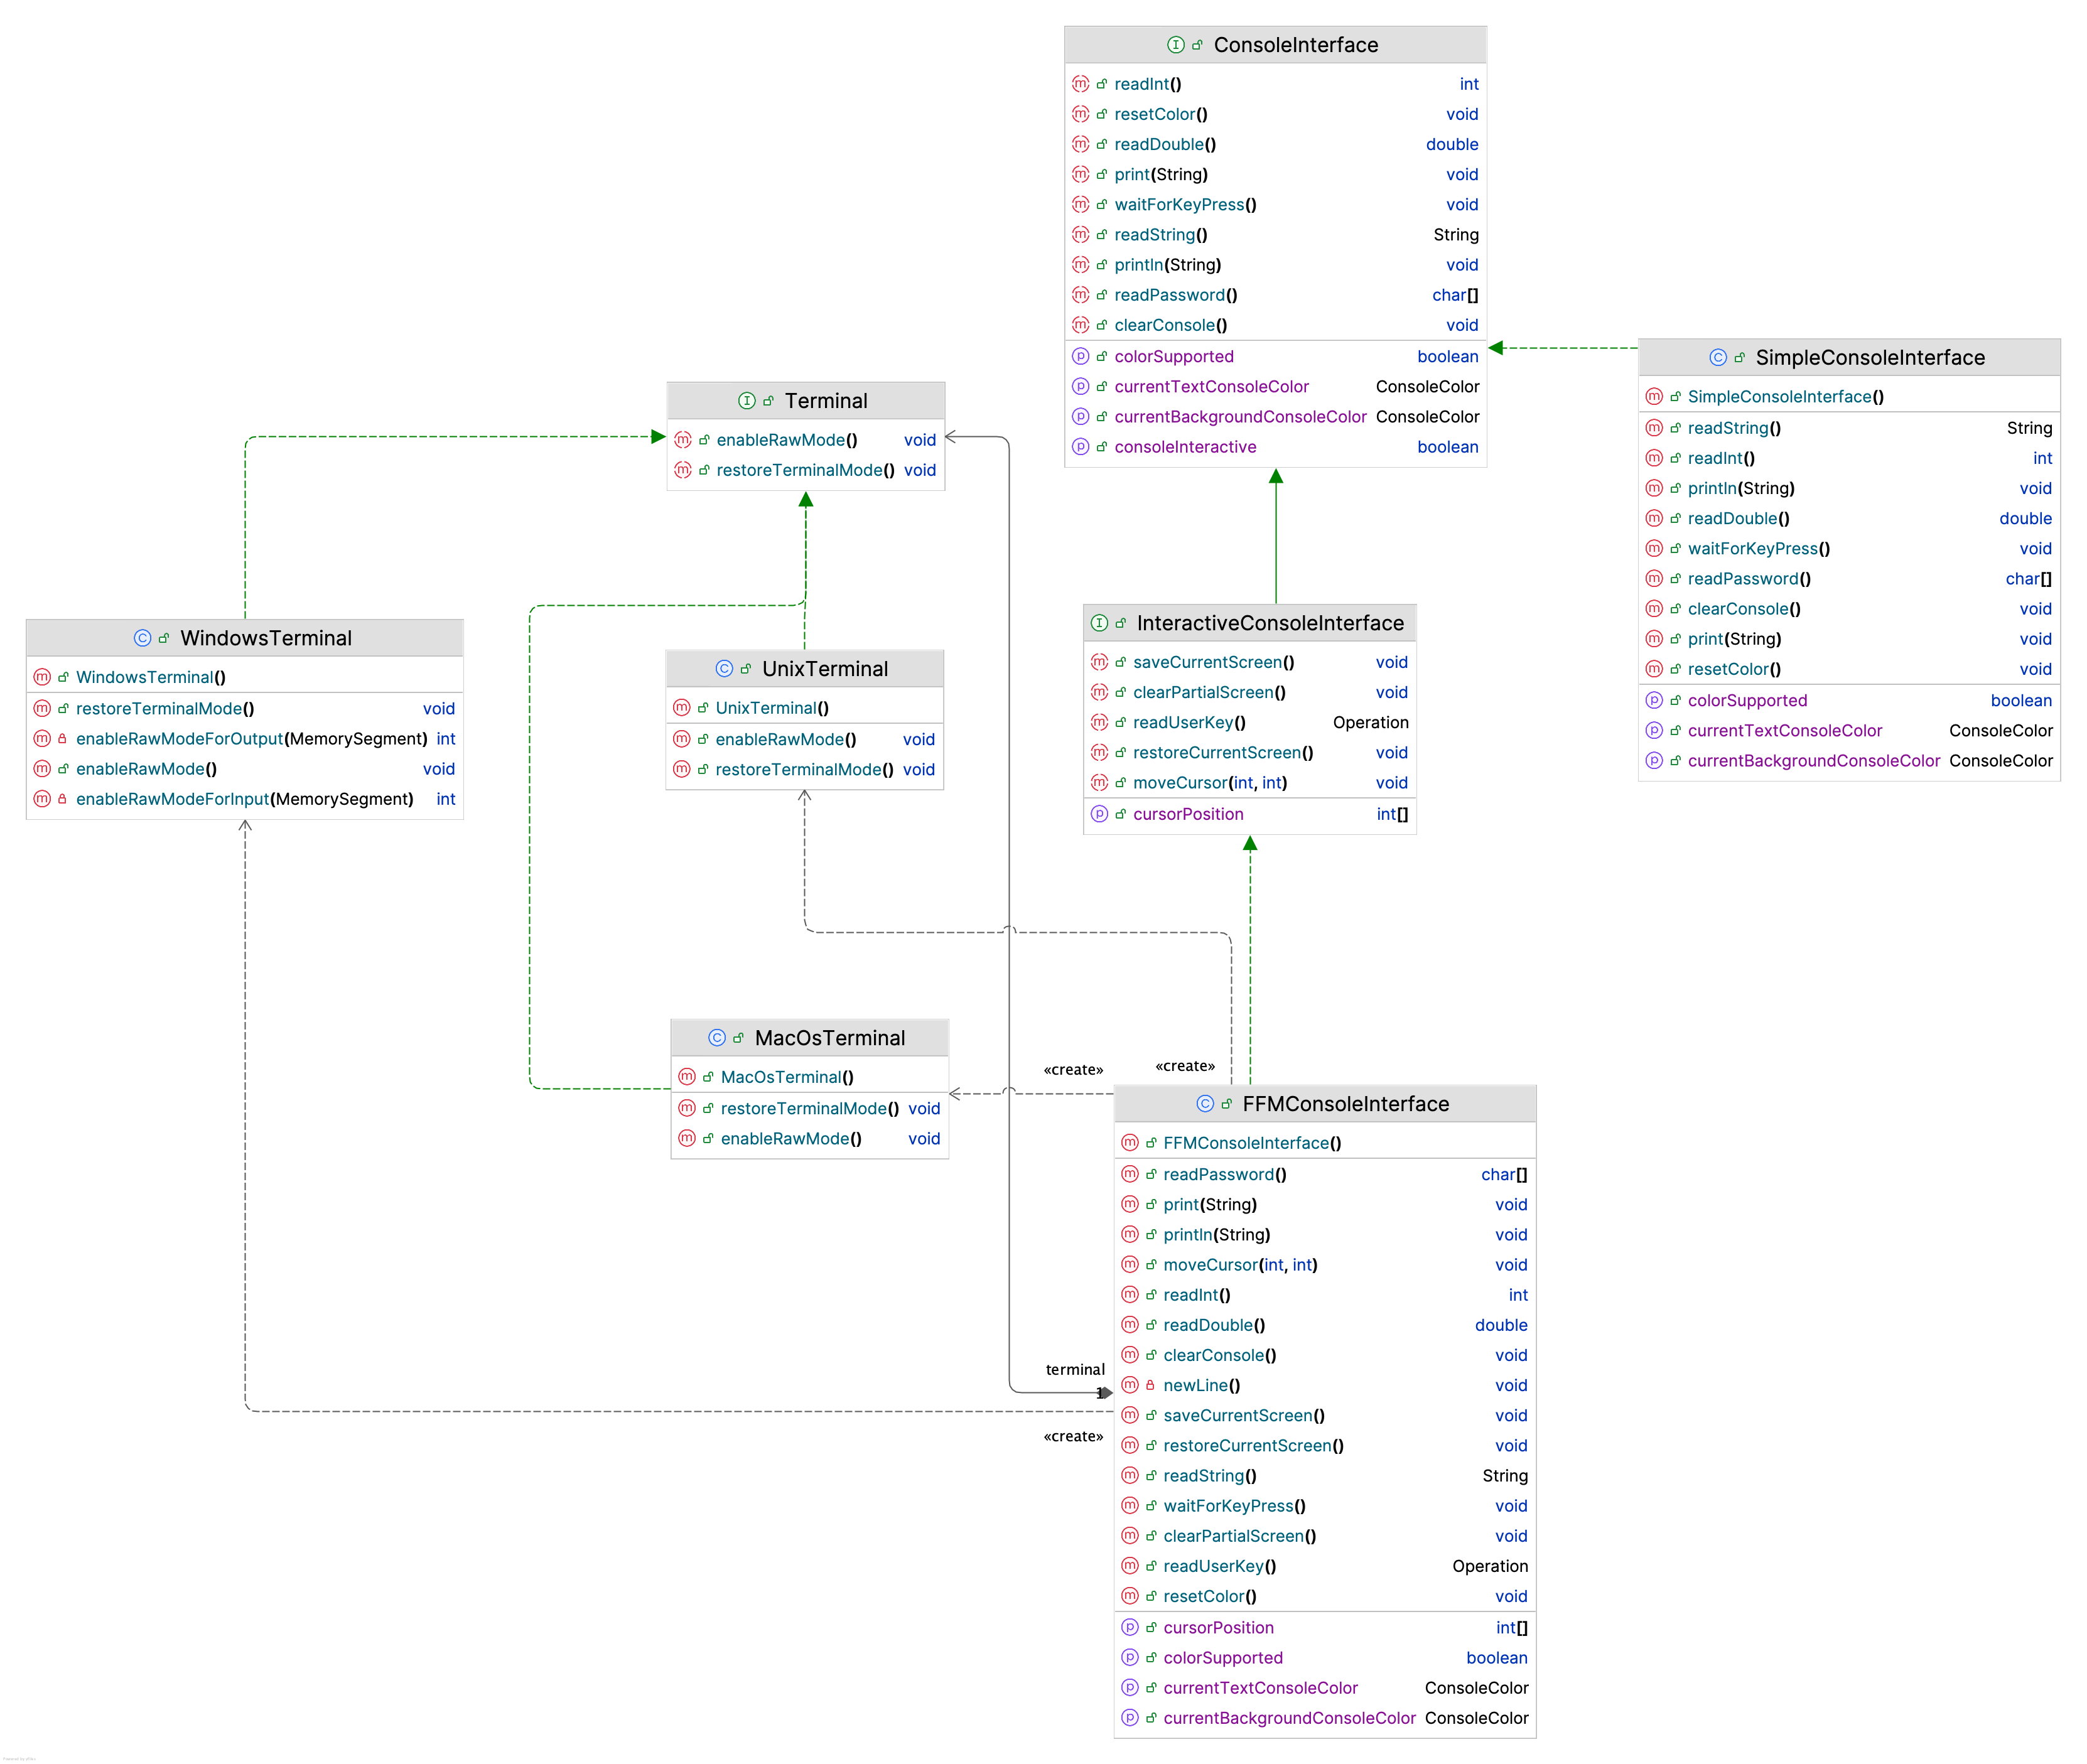 ConsoleInterface
readInt() int
resetColor() void
readDouble() double
print(String) void
waitForKeyPress() void
readString() String
println(String) void
readPassword() char[]
clearConsole() void
colorSupported boolean
currentTextConsoleColor ConsoleColor
currentBackgroundConsoleColor ConsoleColor
consoleInteractive boolean
SimpleConsoleInterface
SimpleConsoleInterface()
readString() String
readInt() int
println(String) void
readDouble() double
waitForKeyPress() void
readPassword() char[]
clearConsole() void
print(String) void
resetColor() void
colorSupported boolean
currentTextConsoleColor ConsoleColor
currentBackgroundConsoleColor ConsoleColor
Terminal
enableRawMode() void
restoreTerminalMode() void
WindowsTerminal
WindowsTerminal()
restoreTerminalMode() void
enableRawModeForOutput(MemorySegment) int
enableRawMode() void
enableRawModeForInput(MemorySegment) int
UnixTerminal
UnixTerminal()
enableRawMode() void
restoreTerminalMode() void
InteractiveConsoleInterface
saveCurrentScreen() void
clearPartialScreen() void
readUserKey() Operation
restoreCurrentScreen() void
moveCursor(int, int) void
cursorPosition int[]
MacOsTerminal
MacOsTerminal()
restoreTerminalMode() void
enableRawMode() void
«create»
«create»
terminal
1
«create»
FFMConsoleInterface
FFMConsoleInterface()
readPassword() char[]
print(String) void
println(String) void
moveCursor(int, int) void
readInt() int
readDouble() double
clearConsole() void
newLine() void
saveCurrentScreen() void
restoreCurrentScreen() void
readString() String
waitForKeyPress() void
clearPartialScreen() void
readUserKey() Operation
resetColor() void
cursorPosition int[]
colorSupported boolean
currentTextConsoleColor ConsoleColor
currentBackgroundConsoleColor ConsoleColor